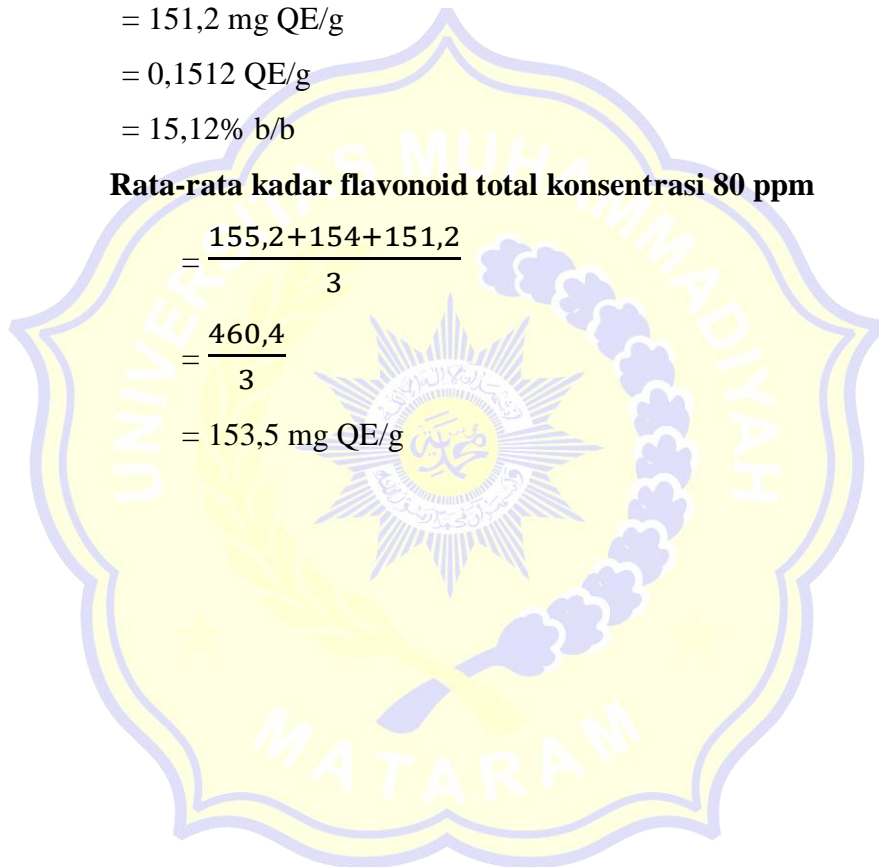 = 151,2 mg QE/g
= 0,1512 QE/g
= 15,12% b/b
Rata-rata kadar flavonoid total konsentrasi 80 ppm
= 155,2+154+151,2
3
= 460,4
3
= 153,5 mg QE/g
UNIVERSITAS MUHAMMADIYAH
MATARAM